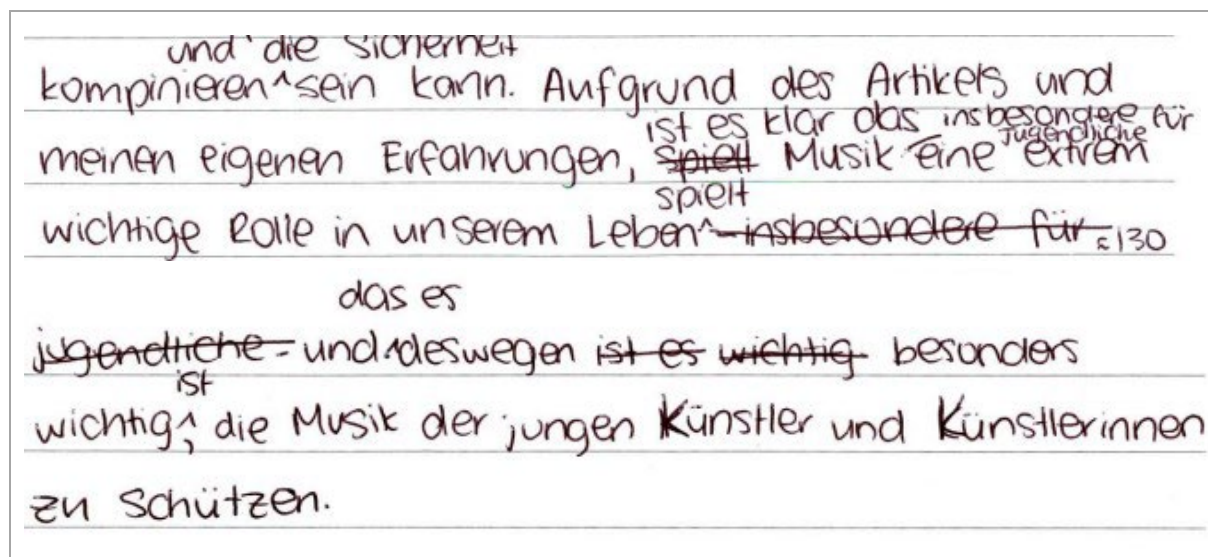 und die Sicherheit
kompinieren^sein kann. Aufgrund des Artikels und
ist es klar das insbesondere für
jugendliche
meinen eigenen Erfahrungen, spielt Musik eine extrem
spielt
wichtige Rolle in unserem Leben^ insbesondere für ≈130
das es
jugendliche - und^deswegen ist es wichtig besonders
ist
wichtig^, die Musik der jungen Künstler und Künstlerinnen
zu schützen.